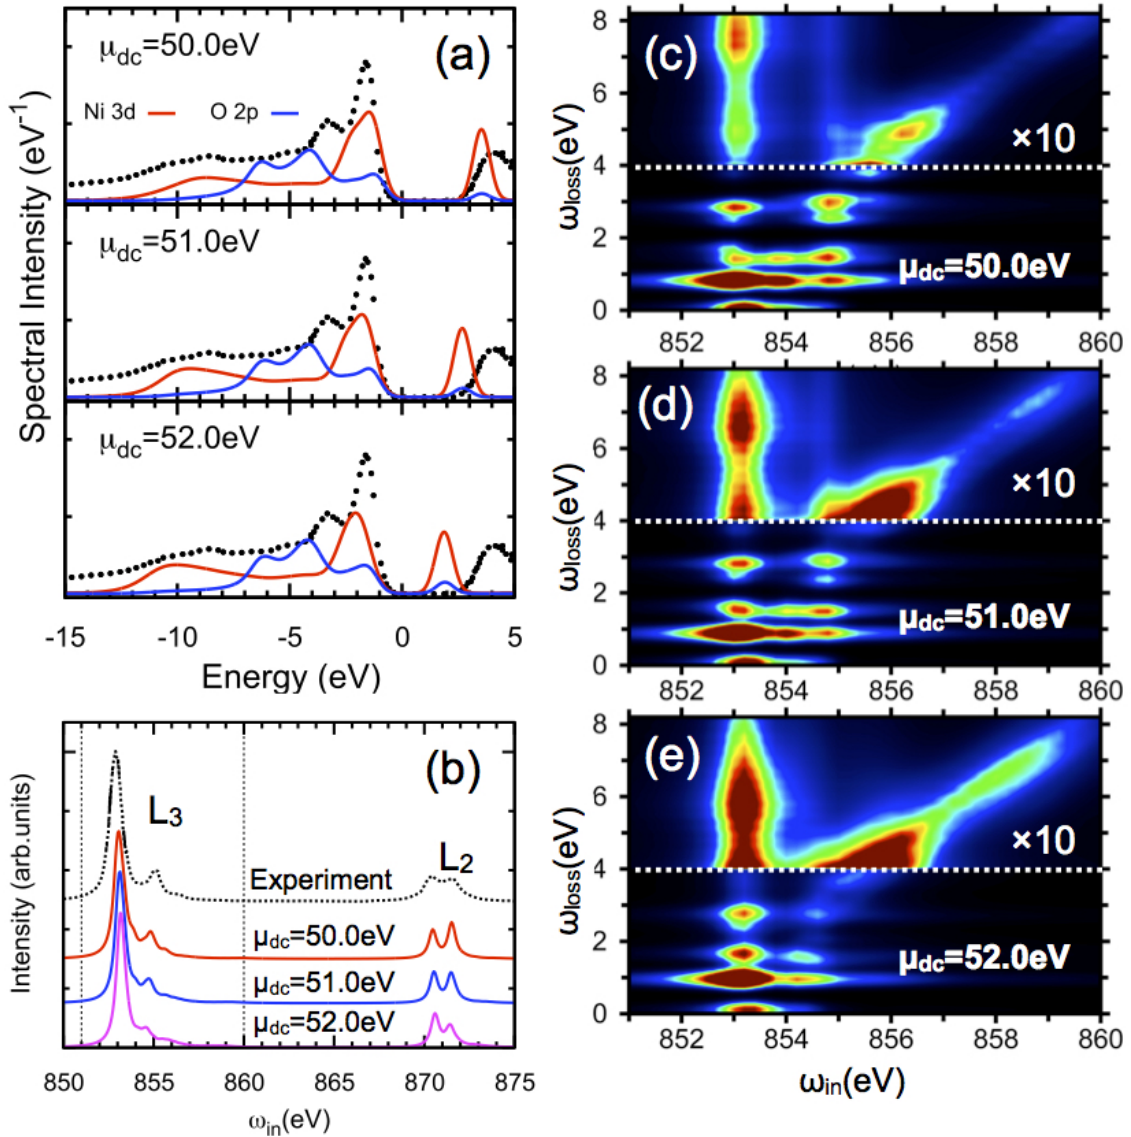 (a)
μdc=50.0eV
Ni 3d
O 2p
μdc=51.0eV
μdc=52.0eV
Spectral Intensity (eV⁻¹)
-15 -10 -5 0 5
Energy (eV)
(b)
L3
L2
Experiment
μdc=50.0eV
μdc=51.0eV
μdc=52.0eV
Intensity (arb.units)
850 855 860 865 870 875
ωin(eV)
(c)
×10
μdc=50.0eV
ωloss(eV)
8
6
4
2
0
852 854 856 858 860
(d)
×10
μdc=51.0eV
ωloss(eV)
8
6
4
2
0
852 854 856 858 860
(e)
×10
μdc=52.0eV
ωloss(eV)
8
6
4
2
0
852 854 856 858 860
ωin(eV)